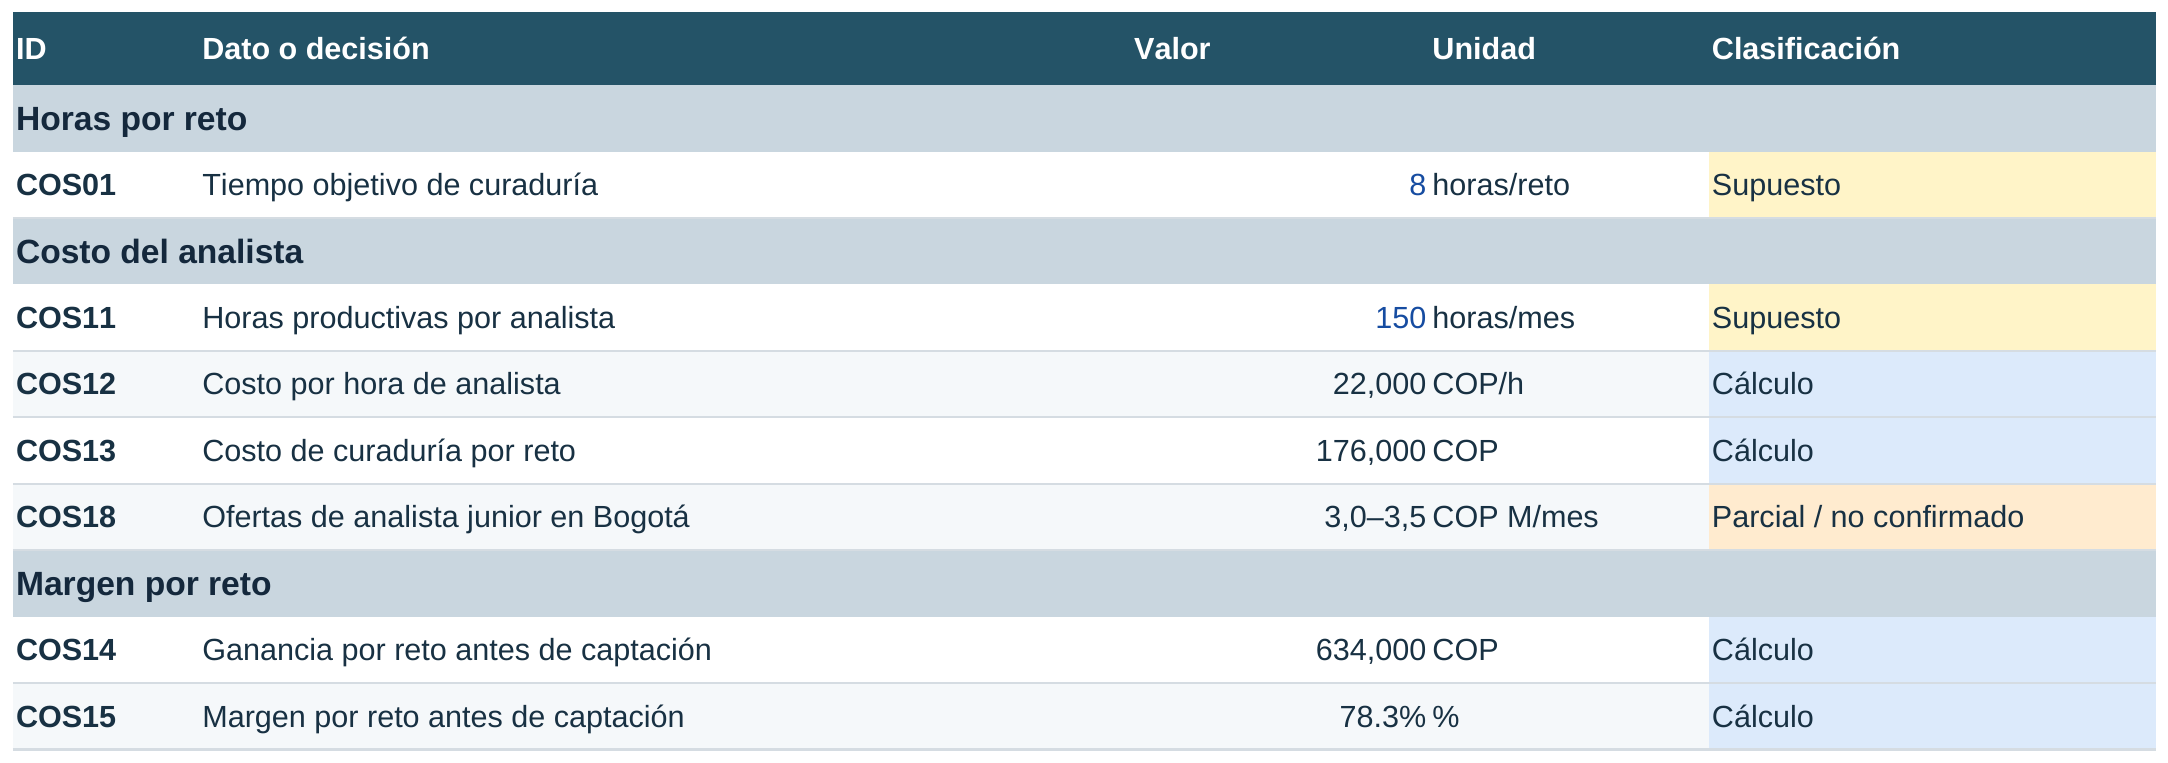 ID Dato o decisión Valor Unidad Clasificación
Horas por reto
COS01 Tiempo objetivo de curaduría 8 horas/reto Supuesto
Costo del analista
COS11 Horas productivas por analista 150 horas/mes Supuesto
COS12 Costo por hora de analista 22,000 COP/h Cálculo
COS13 Costo de curaduría por reto 176,000 COP Cálculo
COS18 Ofertas de analista junior en Bogotá 3,0–3,5 COP M/mes Parcial / no confirmado
Margen por reto
COS14 Ganancia por reto antes de captación 634,000 COP Cálculo
COS15 Margen por reto antes de captación 78.3% % Cálculo